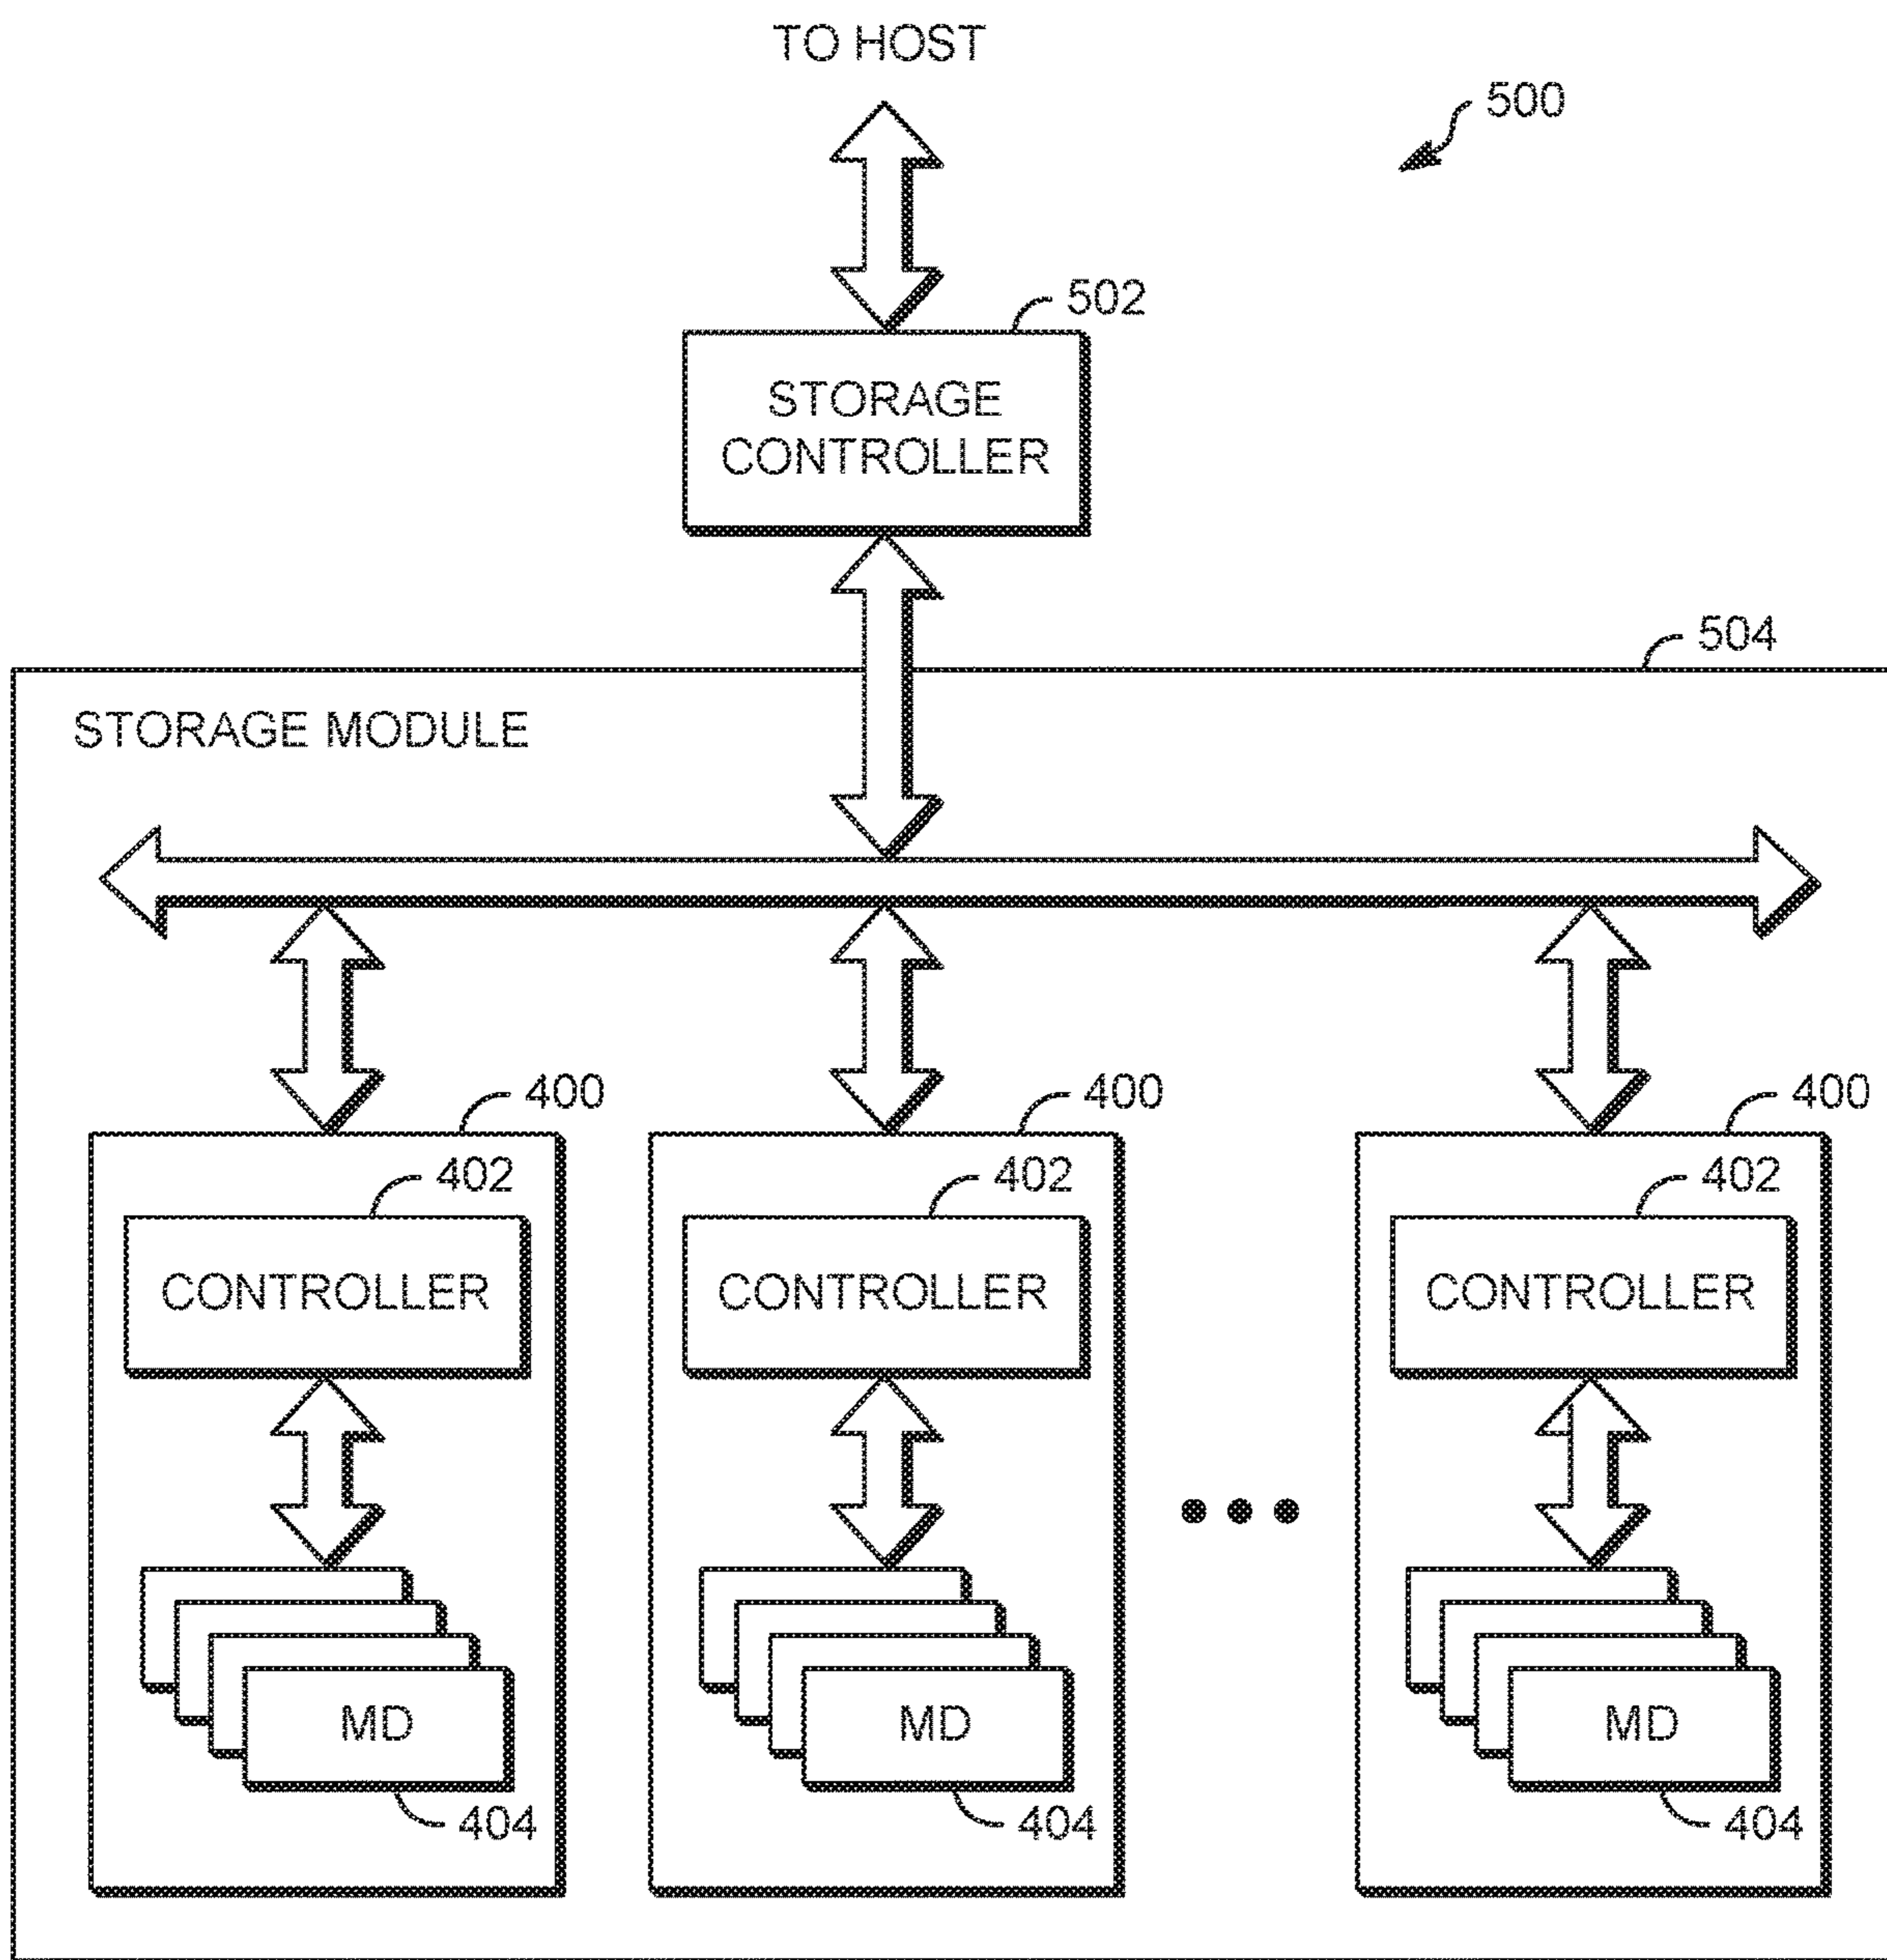 TO HOST
500
502
STORAGE
CONTROLLER
504
STORAGE MODULE
400
400
400
402
402
402
CONTROLLER
CONTROLLER
CONTROLLER
MD
MD
MD
404
404
404